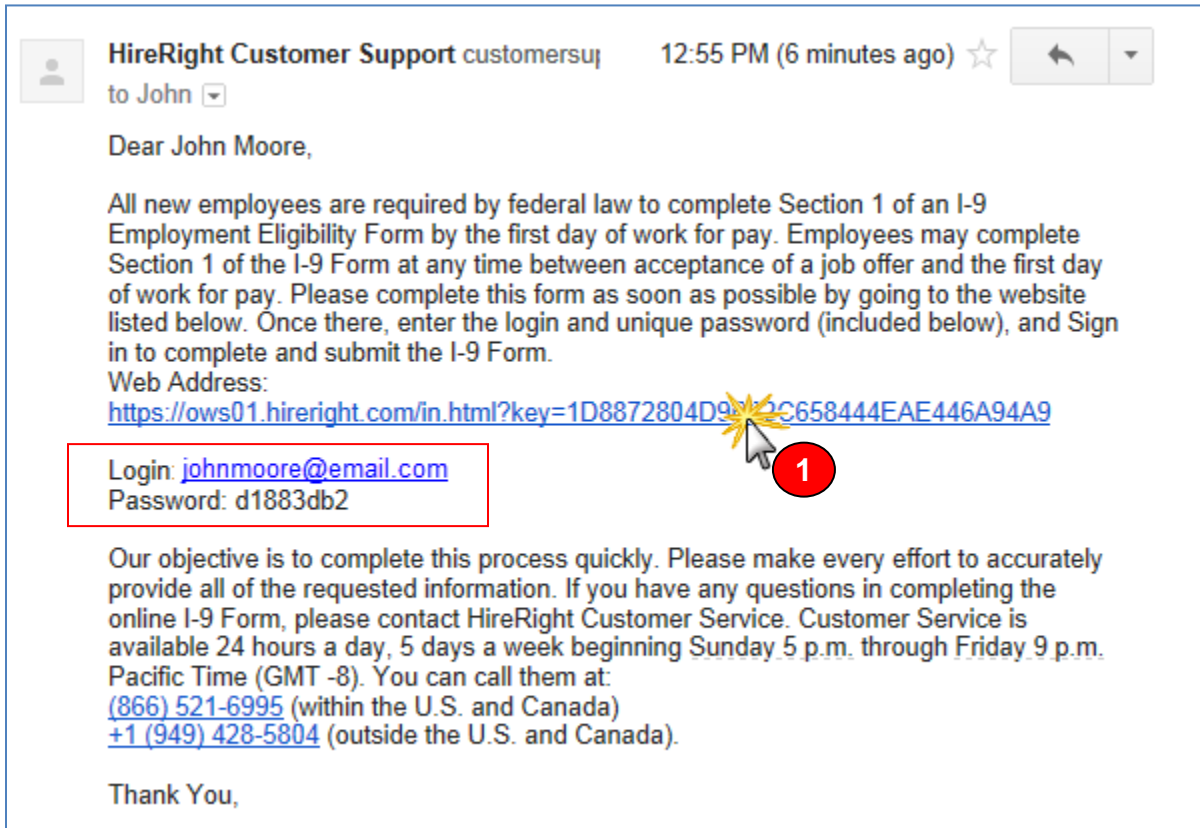 HireRight Customer Support customersup 12:55 PM (6 minutes ago)
to John
Dear John Moore,
All new employees are required by federal law to complete Section 1 of an I-9
Employment Eligibility Form by the first day of work for pay. Employees may complete
Section 1 of the I-9 Form at any time between acceptance of a job offer and the first day
of work for pay. Please complete this form as soon as possible by going to the website
listed below. Once there, enter the login and unique password (included below), and Sign
in to complete and submit the I-9 Form.
Web Address:
https://ows01.hireright.com/in.html?key=1D8872804D9 C658444EAE446A94A9
1
Login: johnmoore@email.com
Password: d1883db2
Our objective is to complete this process quickly. Please make every effort to accurately
provide all of the requested information. If you have any questions in completing the
online I-9 Form, please contact HireRight Customer Service. Customer Service is
available 24 hours a day, 5 days a week beginning Sunday 5 p.m. through Friday 9 p.m.
Pacific Time (GMT -8). You can call them at:
(866) 521-6995 (within the U.S. and Canada)
+1 (949) 428-5804 (outside the U.S. and Canada).
Thank You,